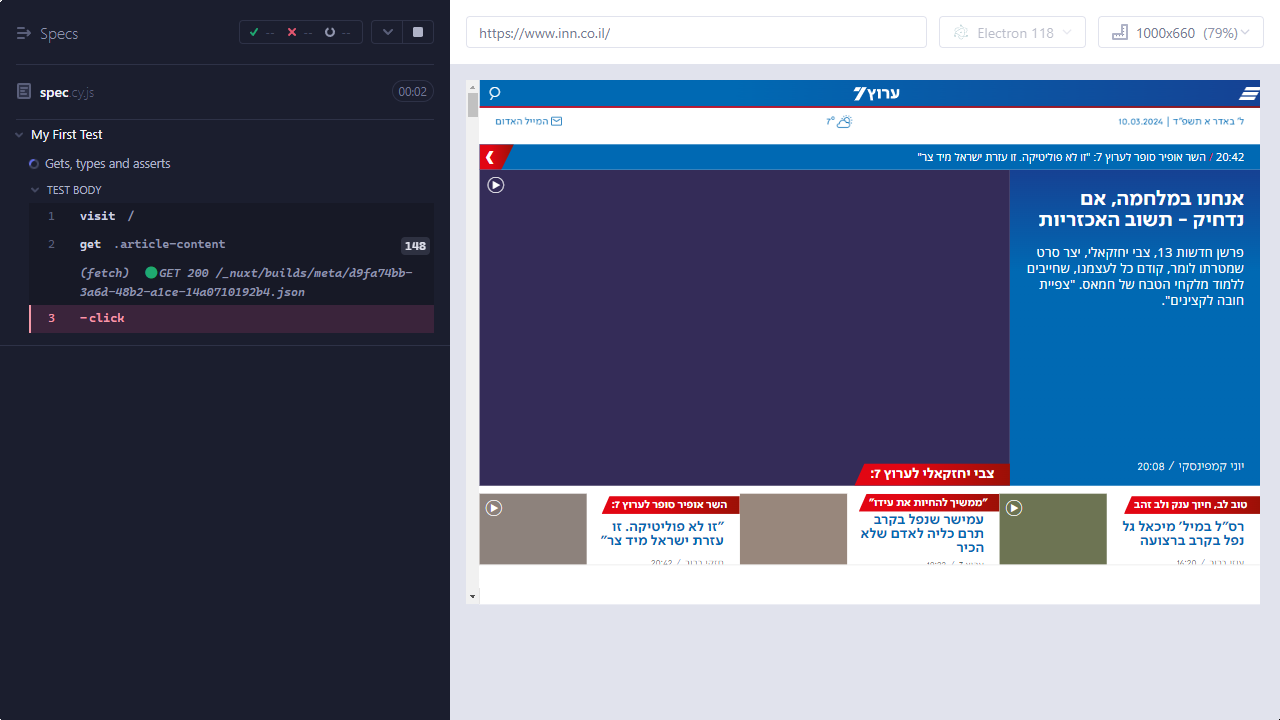 Specs
--
--
--
spec.cy.js
00:02
My First Test
Gets, types and asserts
TEST BODY
1 visit /
2 get .article-content 148
(fetch) GET 200 /_nuxt/builds/meta/d9fa74bb-
3a6d-48b2-a1ce-14a0710192b4.json
3 -click
https://www.inn.co.il/
Electron 118
1000x660 (79%)
ערוץ 7
ל' באדר א תשפ"ד | 10.03.2024
7°
המייל האדום
20:42 / השר אופיר סופר לערוץ 7: "זו לא פוליטיקה. זו עזרת ישראל מיד צר"
אנחנו במלחמה, אם
נדחיק - תשוב האכזריות
פרשן חדשות 13, צבי יחזקאלי, יצר סרט
שמטרתו לומר, קודם כל לעצמנו, שחייבים
ללמוד מלקחי הטבח של חמאס. "צפיית
חובה לקצינים".
יוני קמפינסקי / 20:08
צבי יחזקאלי לערוץ 7:
טוב לב, חיוך ענק ולב זהב
רס"ל במיל' מיכאל גל
נפל בקרב ברצועה
"ממשיך להחיות את עידו"
עמישר שנפל בקרב
תרם כליה לאדם שלא
הכיר
השר אופיר סופר לערוץ 7:
"זו לא פוליטיקה. זו
עזרת ישראל מיד צר"